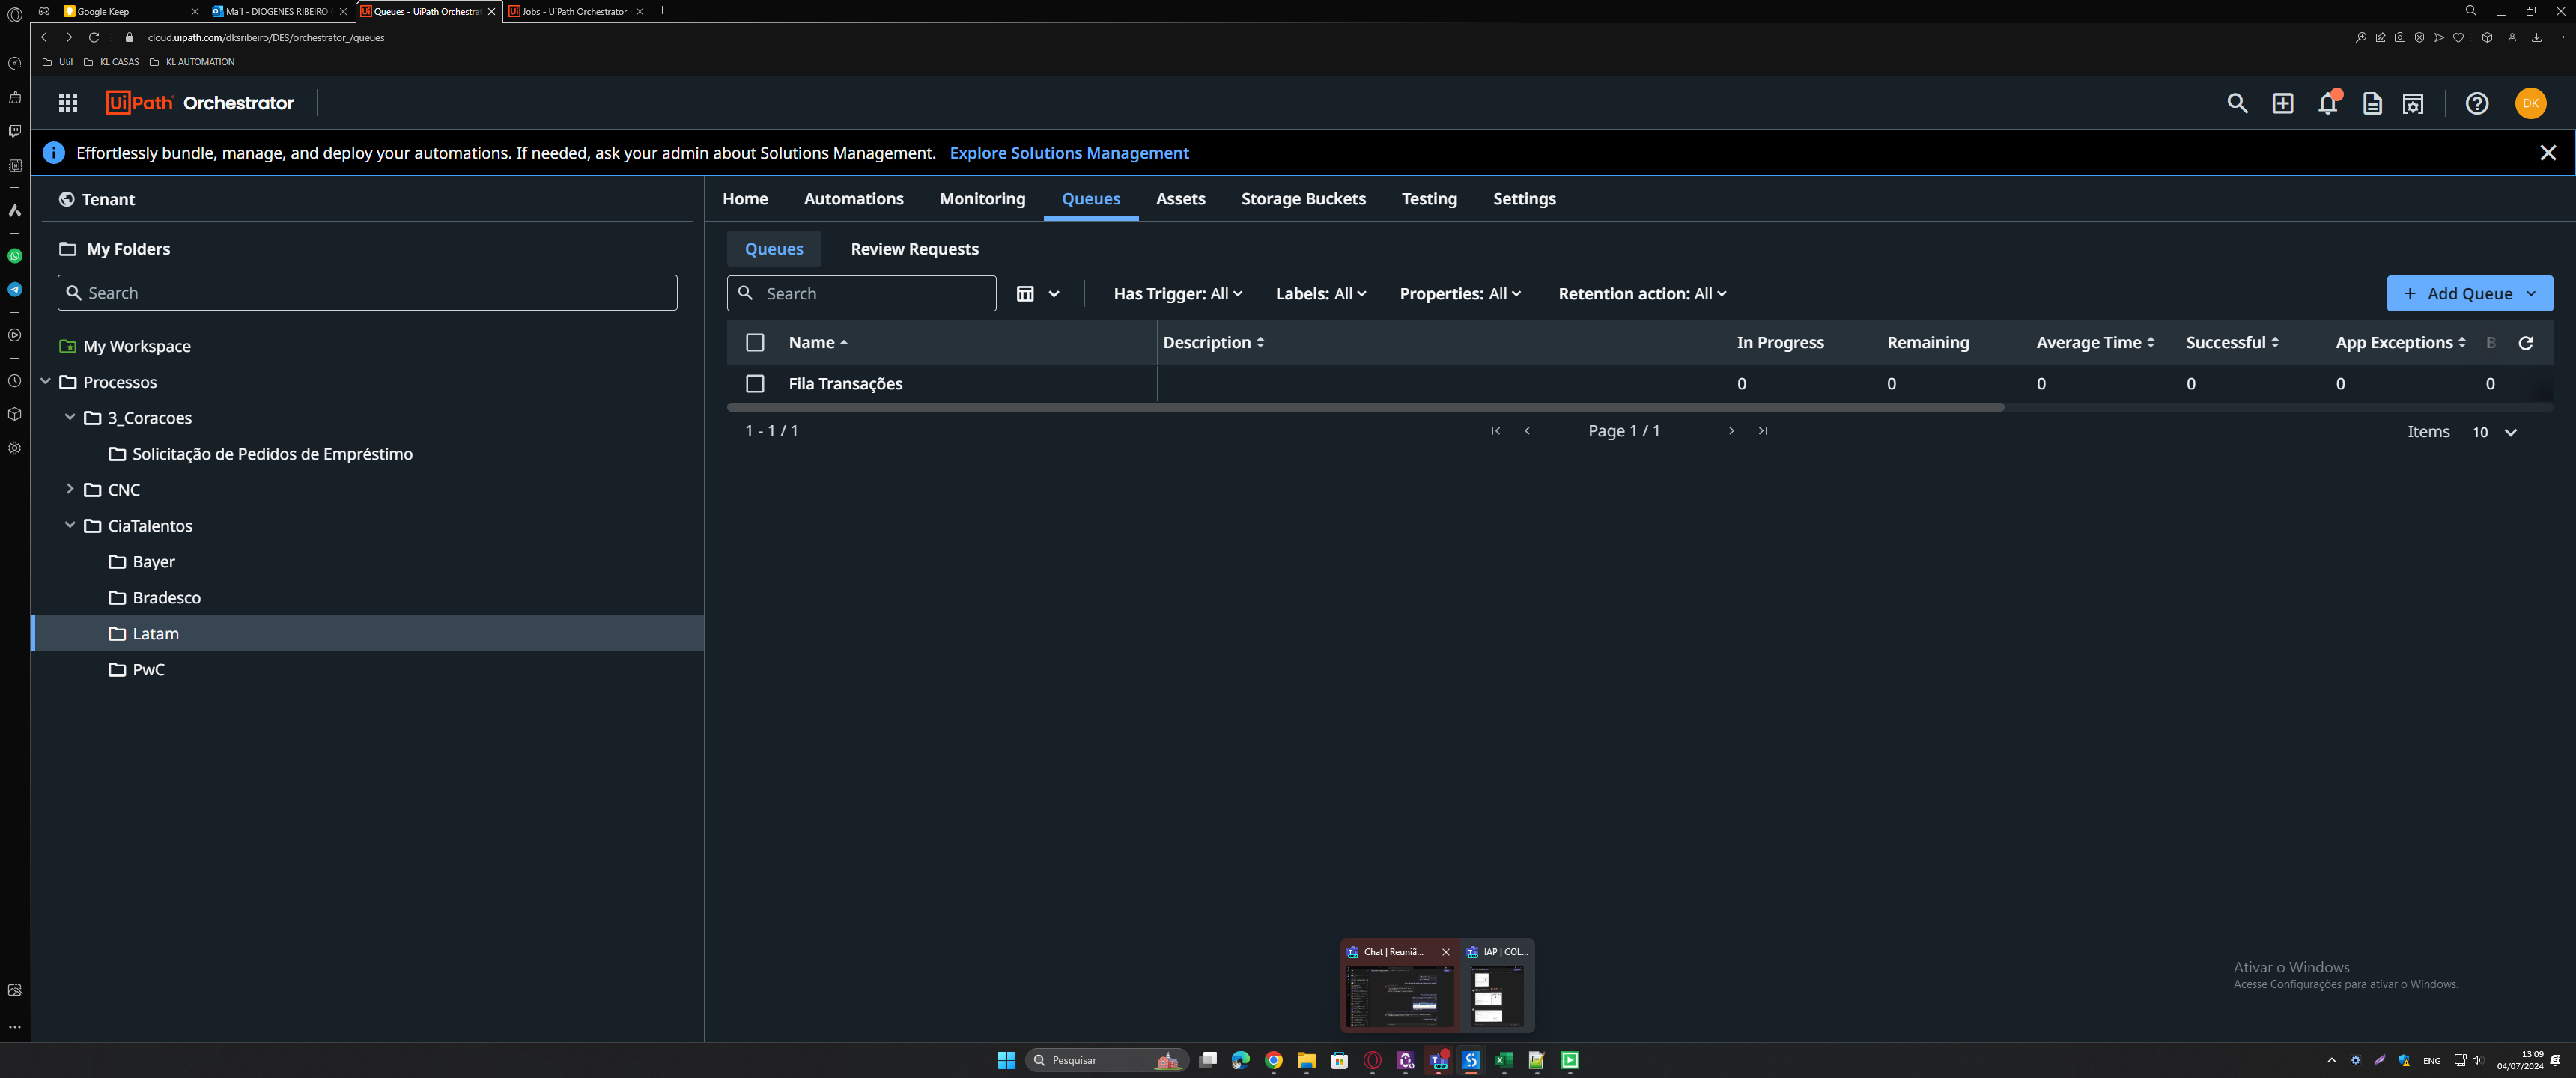 Google Keep
Mail - DIOGENES RIBEIRO
Queues - UiPath Orchestra
Jobs - UiPath Orchestrator
cloud.uipath.com/dksribeiro/DES/orchestrator_/queues
Util
KL CASAS
KL AUTOMATION
UiPath Orchestrator
DK
Effortlessly bundle, manage, and deploy your automations. If needed, ask your admin about Solutions Management. Explore Solutions Management
Tenant
Home Automations Monitoring Queues Assets Storage Buckets Testing Settings
My Folders
Queues Review Requests
Search
Search
Has Trigger: All Labels: All Properties: All Retention action: All
+ Add Queue
Name Description In Progress Remaining Average Time Successful App Exceptions B
Fila Transações 0 0 0 0 0 0
1 - 1 / 1
Page 1 / 1
Items 10
My Workspace
Processos
3_Coracoes
Solicitação de Pedidos de Empréstimo
CNC
CiaTalentos
Bayer
Bradesco
Latam
PwC
Chat | Reuniã...
IAP | COL...
Ativar o Windows
Acesse Configurações para ativar o Windows.
Pesquisar
ENG
13:09
04/07/2024